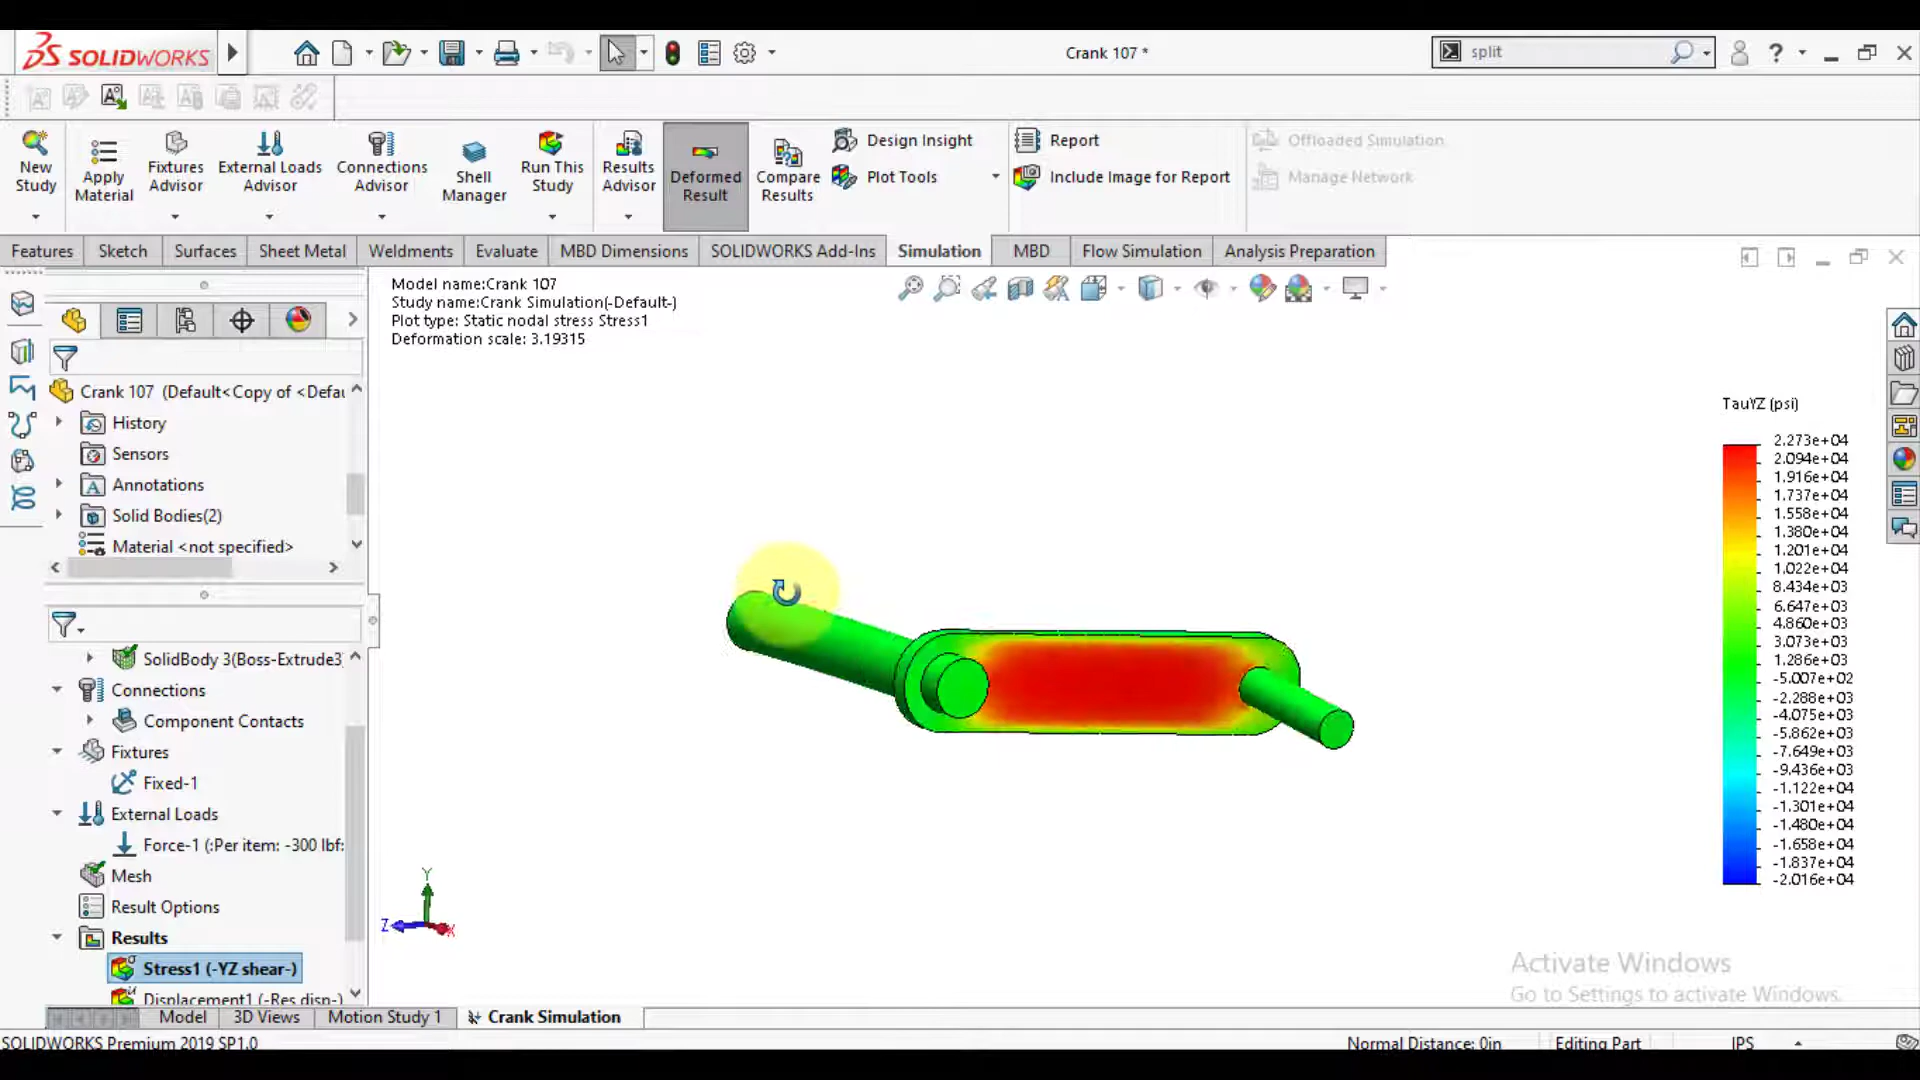 SOLIDWORKS
Crank 107 *
split
New Study
Apply Material
Fixtures Advisor
External Loads Advisor
Connections Advisor
Shell Manager
Run This Study
Results Advisor
Deformed Result
Compare Results
Design Insight
Plot Tools
Report
Include Image for Report
Offloaded Simulation
Manage Network
Features
Sketch
Surfaces
Sheet Metal
Weldments
Evaluate
MBD Dimensions
SOLIDWORKS Add-Ins
Simulation
MBD
Flow Simulation
Analysis Preparation
Model name:Crank 107
Study name:Crank Simulation(-Default-)
Plot type: Static nodal stress Stress1
Deformation scale: 3.19315
Crank 107 (Default<Copy of <Defau
History
Sensors
Annotations
Solid Bodies(2)
Material <not specified>
SolidBody 3(Boss-Extrude3
Connections
Component Contacts
Fixtures
Fixed-1
External Loads
Force-1 (:Per item: -300 lbf:
Mesh
Result Options
Results
Stress1 (-YZ shear-)
Displacement1 (-Res disp-)
Y
Z
X
TauYZ (psi)
2.273e+04
2.094e+04
1.916e+04
1.737e+04
1.558e+04
1.380e+04
1.201e+04
1.022e+04
8.434e+03
6.647e+03
4.860e+03
3.073e+03
1.286e+03
-5.007e+02
-2.288e+03
-4.075e+03
-5.862e+03
-7.649e+03
-9.436e+03
-1.122e+04
-1.301e+04
-1.480e+04
-1.658e+04
-1.837e+04
-2.016e+04
Activate Windows
Go to Settings to activate Windows.
Model
3D Views
Motion Study 1
Crank Simulation
SOLIDWORKS Premium 2019 SP1.0
Normal Distance: 0in
Editing Part
IPS